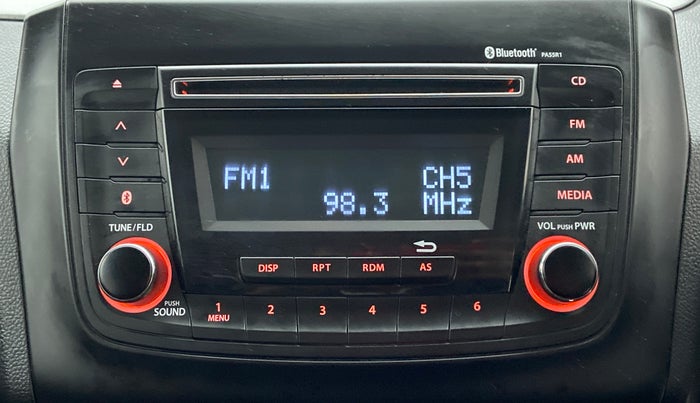 Bluetooth® PA55R1
CD
FM
AM
MEDIA
FM1 CH5
98.3 MHz
TUNE/FLD
VOL PUSH PWR
DISP RPT RDM AS
PUSH
SOUND
1 2 3 4 5 6
MENU